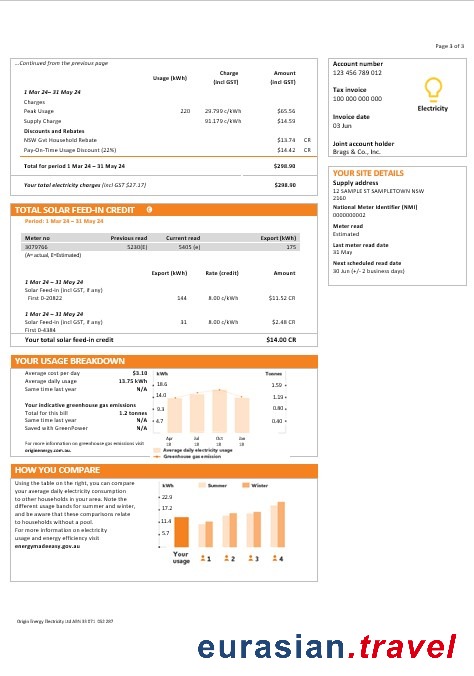 Page 3 of 3
...Continued from the previous page
Usage (kWh) Charge (incl GST) Amount (incl GST)
1 Mar 24 – 31 May 24
Charges
Peak Usage 220 29.799 c/kWh $65.56
Supply Charge 91.179 c/kWh $14.59
Discounts and Rebates
NSW Gvt Household Rebate $13.74 CR
Pay-On-Time Usage Discount (22%) $14.42 CR
Total for period 1 Mar 24 – 31 May 24 $298.90
Your total electricity charges (incl GST $27.17) $298.90
Account number
123 456 789 012
Tax invoice
100 000 000 000
Electricity
Invoice date
03 Jun
Joint account holder
Brags & Co., Inc.
YOUR SITE DETAILS
Supply address
12 SAMPLE ST SAMPLETOWN NSW
2160
National Meter Identifier (NMI)
0000000002
Meter read
Estimated
Last meter read date
31 May
Next scheduled read date
30 Jun (+/- 2 business days)
TOTAL SOLAR FEED-IN CREDIT
Period: 1 Mar 24 – 31 May 24
Meter no Previous read Current read Export (kWh)
3079766 5230(E) 5405 (e) 175
(A=actual, E=Estimated)
Export (kWh) Rate (credit) Amount
1 Mar 24 – 31 May 24
Solar Feed-in (incl GST, if any)
First 0-20822 144 8.00 c/kWh $11.52 CR
1 Mar 24 – 31 May 24
Solar Feed-in (incl GST, if any) 31 8.00 c/kWh $2.48 CR
First 0-4384
Your total solar feed-in credit $14.00 CR
YOUR USAGE BREAKDOWN
Average cost per day $3.10
Average daily usage 13.75 kWh
Same time last year N/A
Your indicative greenhouse gas emissions
Total for this bill 1.2 tonnes
Same time last year N/A
Saved with GreenPower N/A
For more information on greenhouse gas emissions visit
originenergy.com.au.
kWh Tonnes
18.6 1.59
14.0 1.19
9.3 0.80
4.7 0.40
Apr Jul Oct Jan
18 18 18 18
Average daily electricity usage
Greenhouse gas emission
HOW YOU COMPARE
Using the table on the right, you can compare
your average daily electricity consumption
to other households in your area. Note the
different usage bands for summer and winter,
and be aware that these comparisons relate
to households without a pool.
For more information on electricity
usage and energy efficiency visit
energymadeeasy.gov.au
kWh Summer Winter
22.9
17.2
11.4
5.7
Your usage 1 2 3 4
Origin Energy Electricity Ltd ABN 33 071 052 287
eurasian.travel